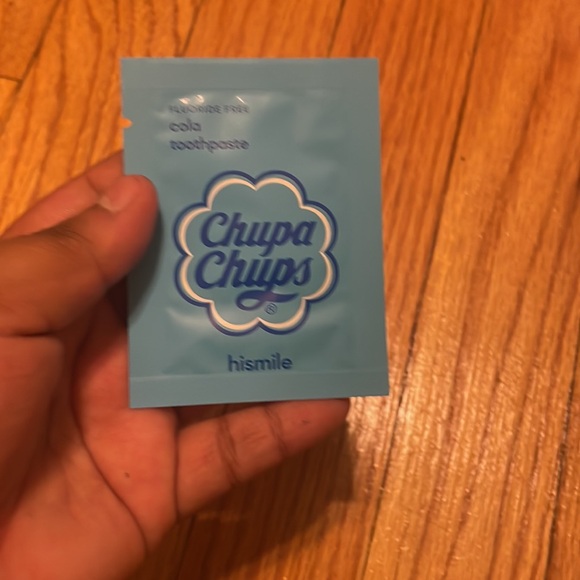 FLUORIDE FREE
cola
toothpaste
Chupa
Chups
®
hismile